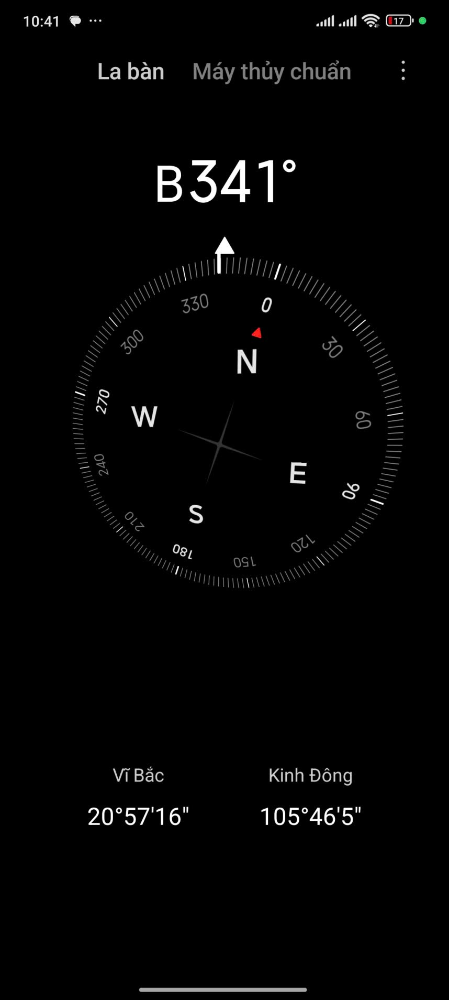 10:41 17
La bàn Máy thủy chuẩn
B341°
330 0
300 30
N
270 W 60
240 E 90
S
210 120
180 150
Vĩ Bắc Kinh Đông
20°57'16" 105°46'5"